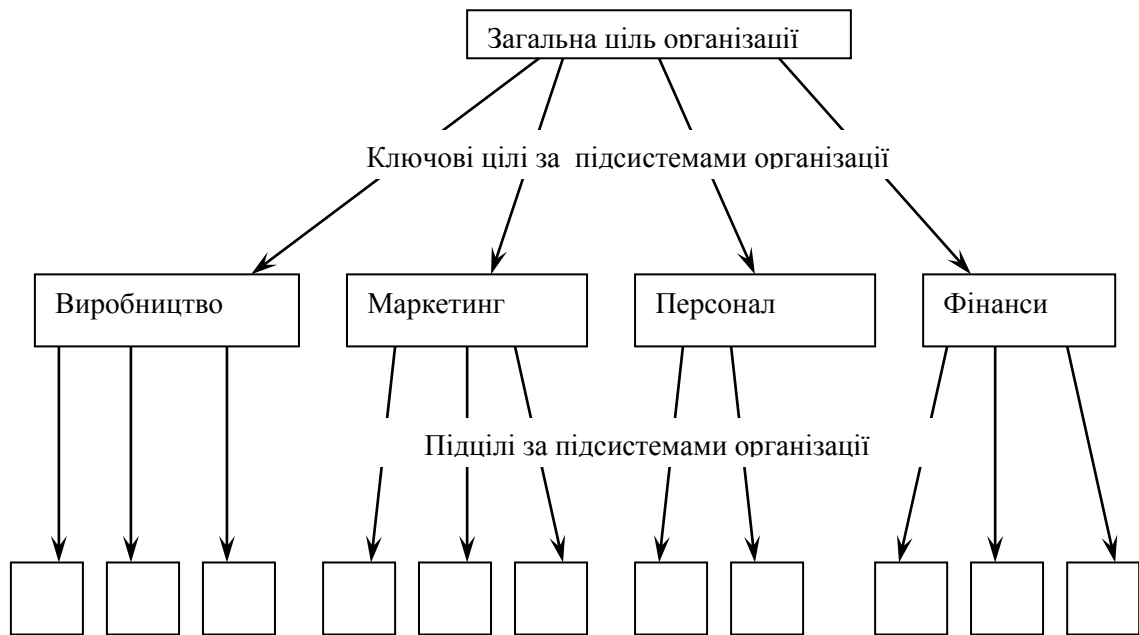 Загальна ціль організації
Ключові цілі за підсистемами організації
Виробництво
Маркетинг
Персонал
Фінанси
Підцілі за підсистемами організації